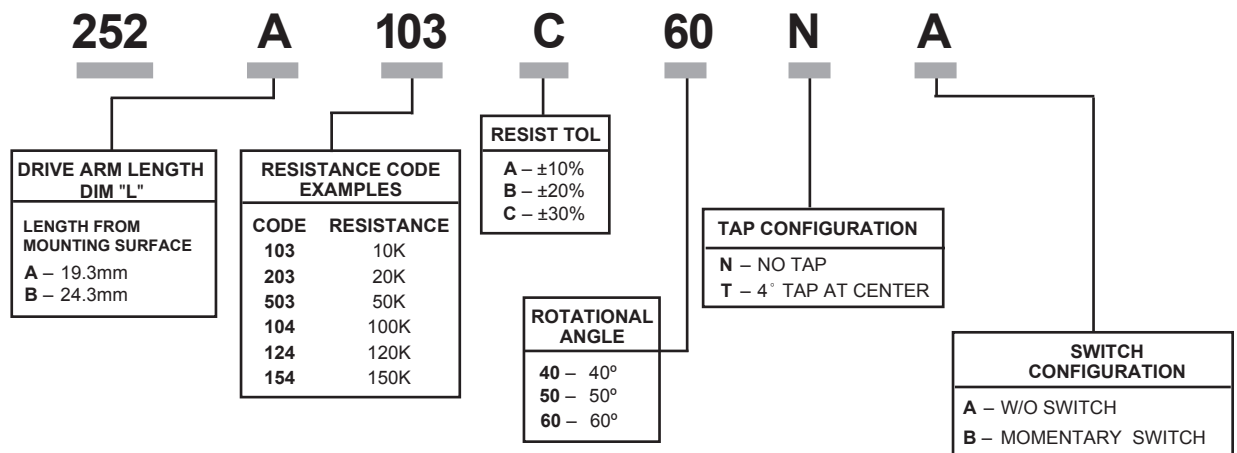 252 A 103 C 60 N A
DRIVE ARM LENGTH
DIM "L"
LENGTH FROM
MOUNTING SURFACE
A – 19.3mm
B – 24.3mm
RESISTANCE CODE
EXAMPLES
CODE RESISTANCE
103 10K
203 20K
503 50K
104 100K
124 120K
154 150K
RESIST TOL
A – ±10%
B – ±20%
C – ±30%
ROTATIONAL
ANGLE
40 – 40º
50 – 50º
60 – 60º
TAP CONFIGURATION
N – NO TAP
T – 4° TAP AT CENTER
SWITCH
CONFIGURATION
A – W/O SWITCH
B – MOMENTARY SWITCH